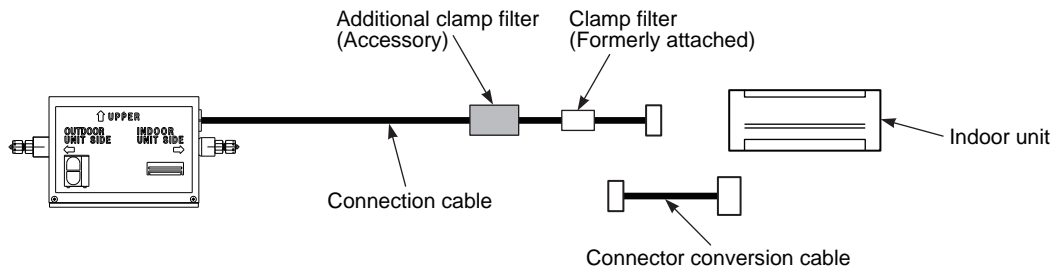 Additional clamp filter
(Accessory)
Clamp filter
(Formerly attached)
UPPER
OUTDOOR
UNIT SIDE
INDOOR
UNIT SIDE
Indoor unit
Connection cable
Connector conversion cable